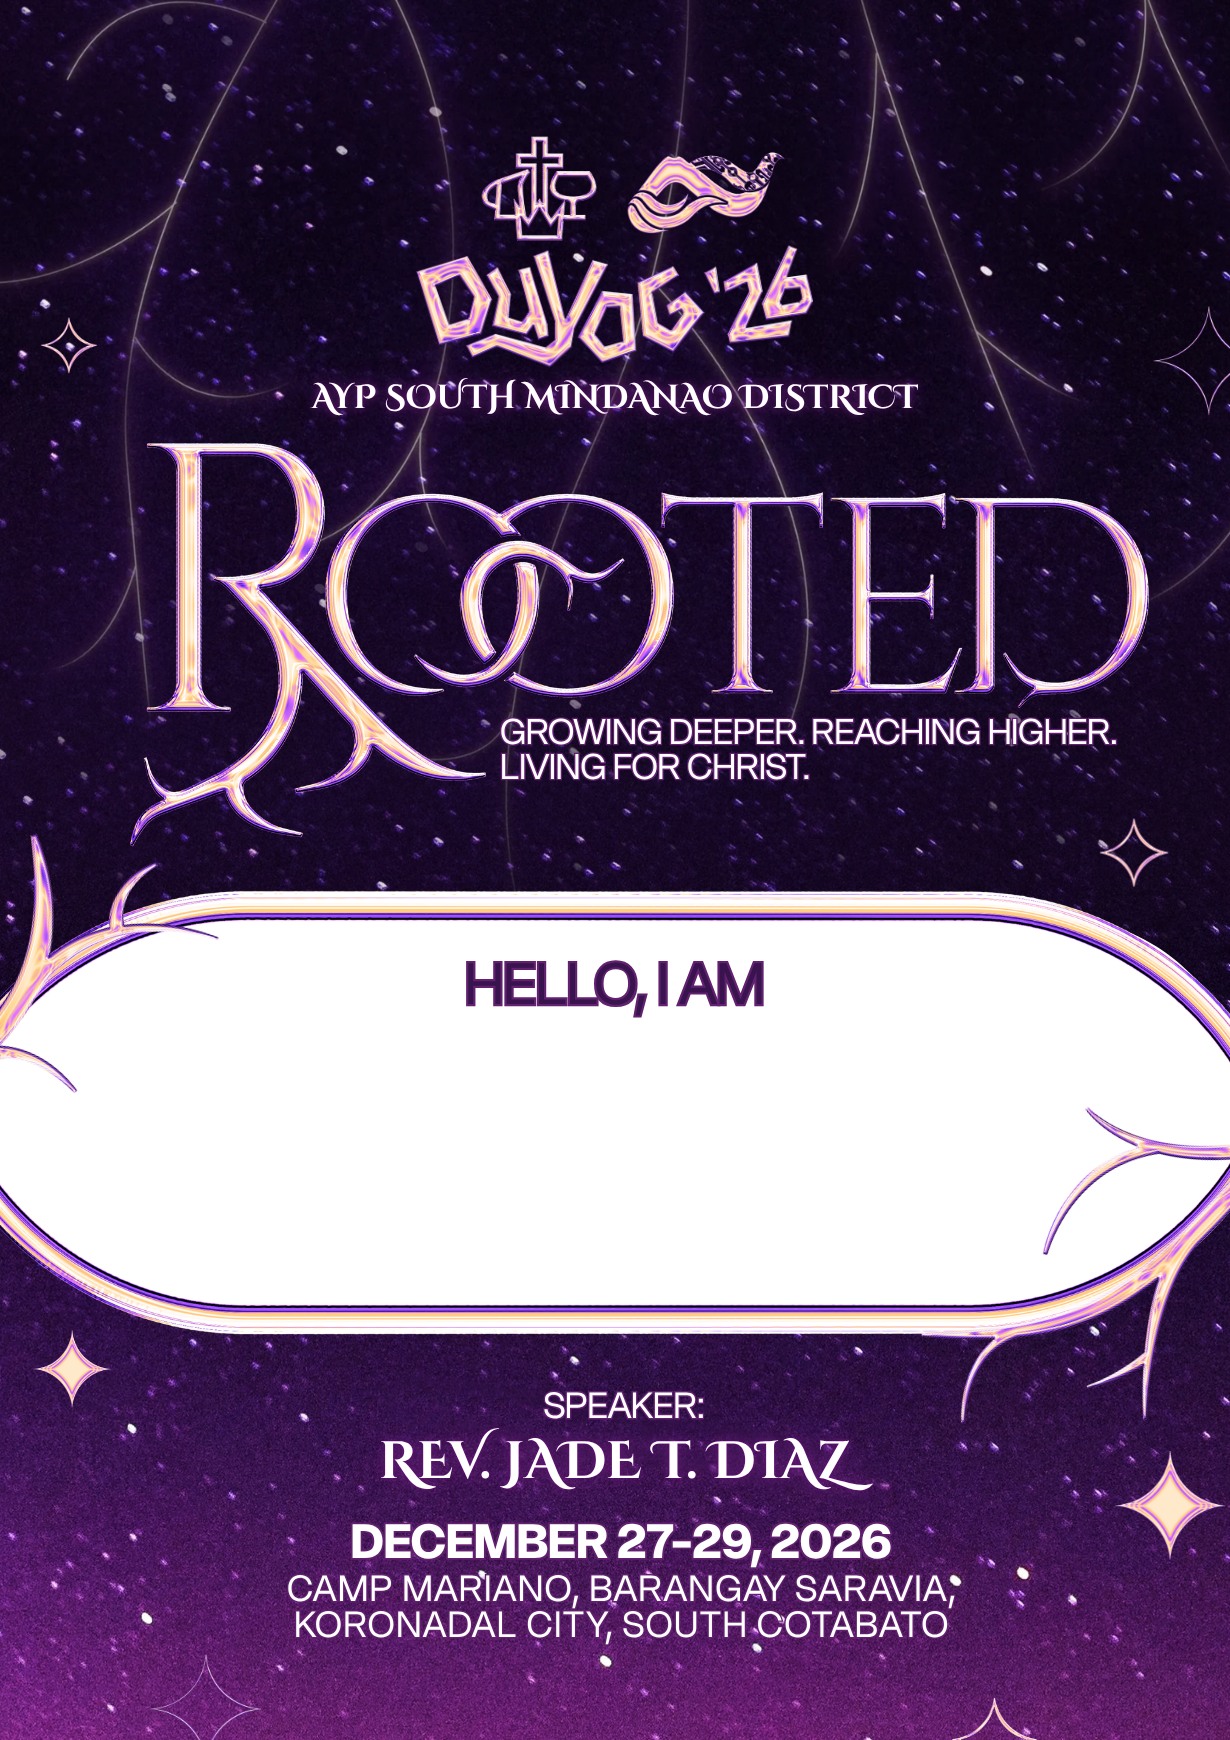 DUYOG '26
AYP SOUTH MINDANAO DISTRICT
ROOTED
GROWING DEEPER. REACHING HIGHER.
LIVING FOR CHRIST.
HELLO, I AM
SPEAKER:
REV. JADE T. DIAZ
DECEMBER 27-29, 2026
CAMP MARIANO, BARANGAY SARAVIA,
KORONADAL CITY, SOUTH COTABATO